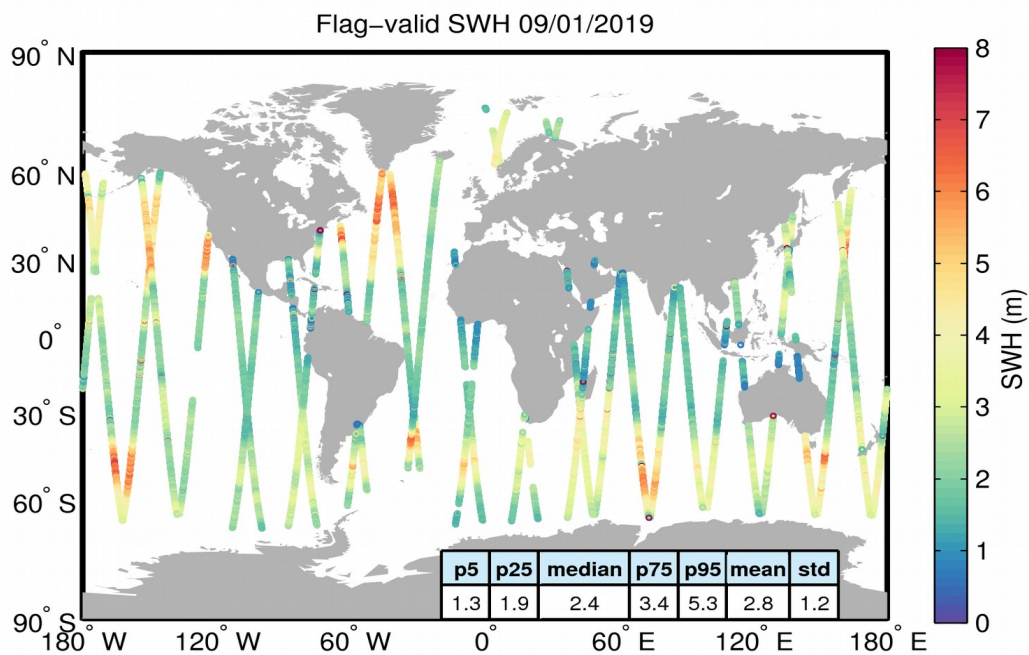 Flag−valid SWH 09/01/2019
90° N
60° N
30° N
0°
30° S
60° S
90° S
180° W
120° W
60° W
0°
60° E
120° E
180° E
p5 p25 median p75 p95 mean std
1.3 1.9 2.4 3.4 5.3 2.8 1.2
8
7
6
5
4
3
2
1
0
SWH (m)